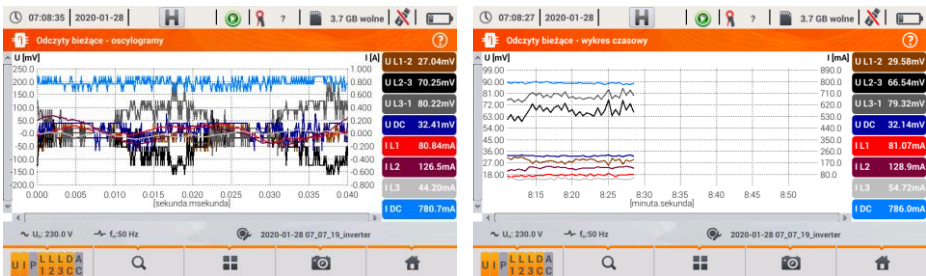 07:08:35 2020-01-28 H ? 3.7 GB wolne
Odczyty bieżące - oscylogramy ?
U [mV] I [A]
250.0 1.000
200.0 0.800
150.0 0.600
100.0 0.400
50.0 0.200
0.0 0.000
-50.0 -0.200
-100.0 -0.400
-150.0 -0.600
-200.0 -0.800
0.000 0.005 0.010 0.015 0.020 0.025 0.030 0.035 0.040
[sekunda.msekunda]
U L1-2 27.04mV
U L2-3 70.25mV
U L3-1 80.22mV
U DC 32.41mV
I L1 80.84mA
I L2 126.5mA
I L3 44.20mA
I DC 780.7mA
Uₙ: 230.0 V fₙ:50 Hz 2020-01-28 07_07_19_inverter
U I P L1 L2 L3 DC AC
07:08:27 2020-01-28 H ? 3.7 GB wolne
Odczyty bieżące - wykres czasowy ?
U [mV] I [mA]
99.00 890.0
90.00 800.0
81.00 710.0
72.00 620.0
63.00 530.0
54.00 440.0
45.00 350.0
36.00 260.0
27.00 170.0
18.00 80.0
8:15 8:20 8:25 8:30 8:35 8:40 8:45 8:50
[minuta.sekunda]
U L1-2 29.58mV
U L2-3 66.54mV
U L3-1 79.32mV
U DC 32.14mV
I L1 81.07mA
I L2 128.9mA
I L3 54.72mA
I DC 786.0mA
Uₙ: 230.0 V fₙ:50 Hz 2020-01-28 07_07_19_inverter
U I P L1 L2 L3 DC AC